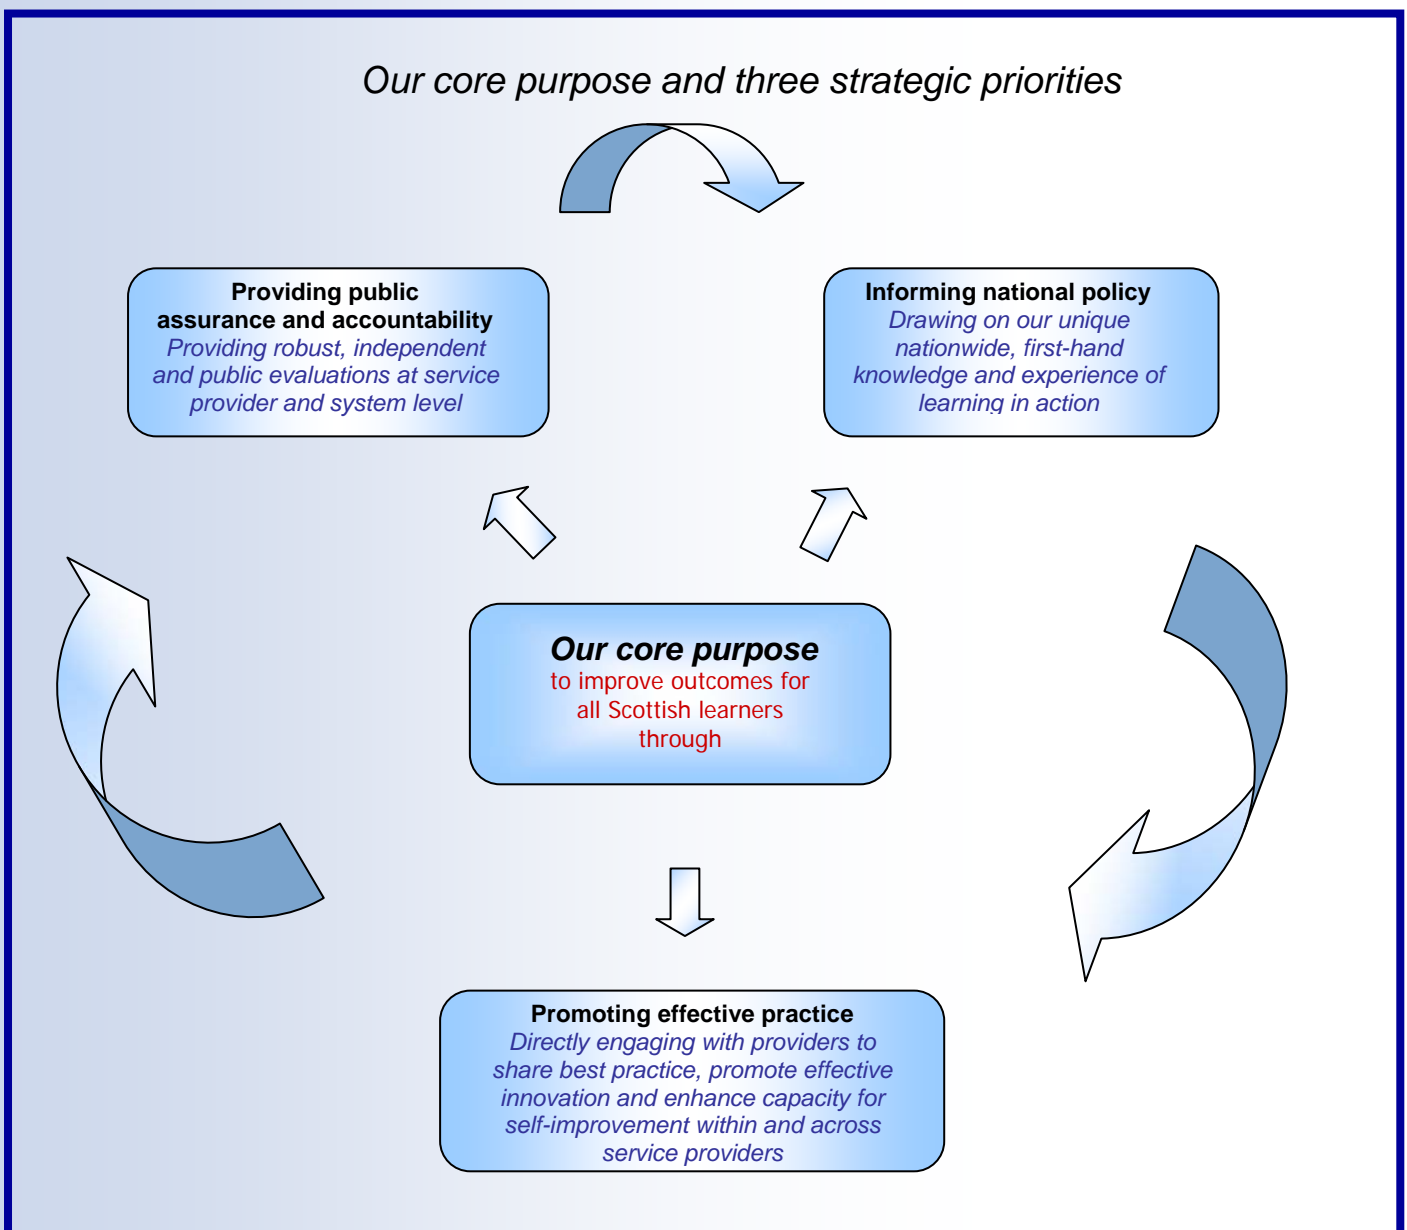 Our core purpose and three strategic priorities
Providing public
assurance and accountability
Providing robust, independent
and public evaluations at service
provider and system level
Informing national policy
Drawing on our unique
nationwide, first-hand
knowledge and experience of
learning in action
Our core purpose
to improve outcomes for
all Scottish learners
through
Promoting effective practice
Directly engaging with providers to
share best practice, promote effective
innovation and enhance capacity for
self-improvement within and across
service providers